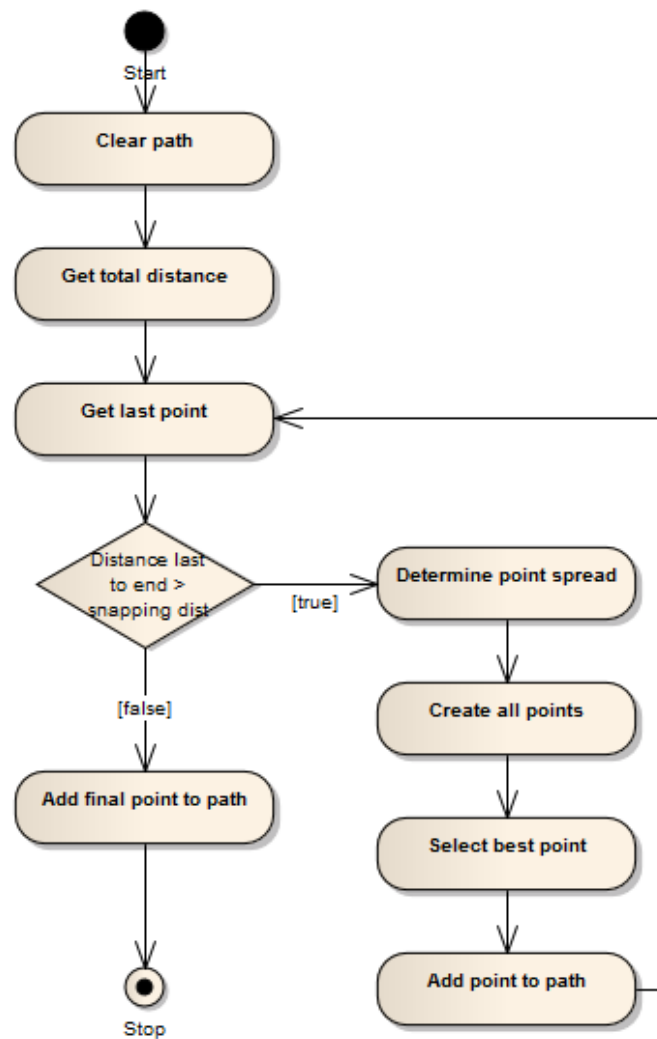 Start
Clear path
Get total distance
Get last point
Distance last
to end >
snapping dist
[true]
Determine point spread
[false]
Create all points
Add final point to path
Select best point
Add point to path
Stop